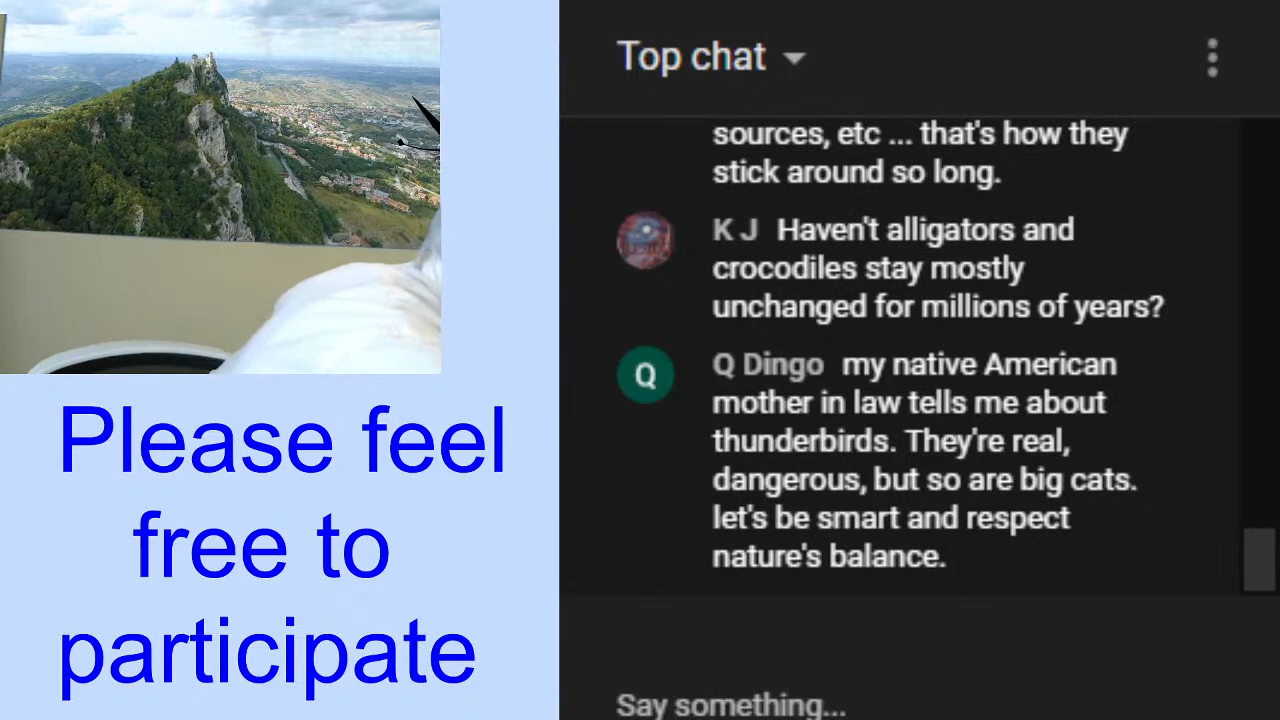 Please feel
free to
participate
Top chat
sources, etc ... that's how they
stick around so long.
K J Haven't alligators and
crocodiles stay mostly
unchanged for millions of years?
Q
Q Dingo my native American
mother in law tells me about
thunderbirds. They're real,
dangerous, but so are big cats.
let's be smart and respect
nature's balance.
Say something...